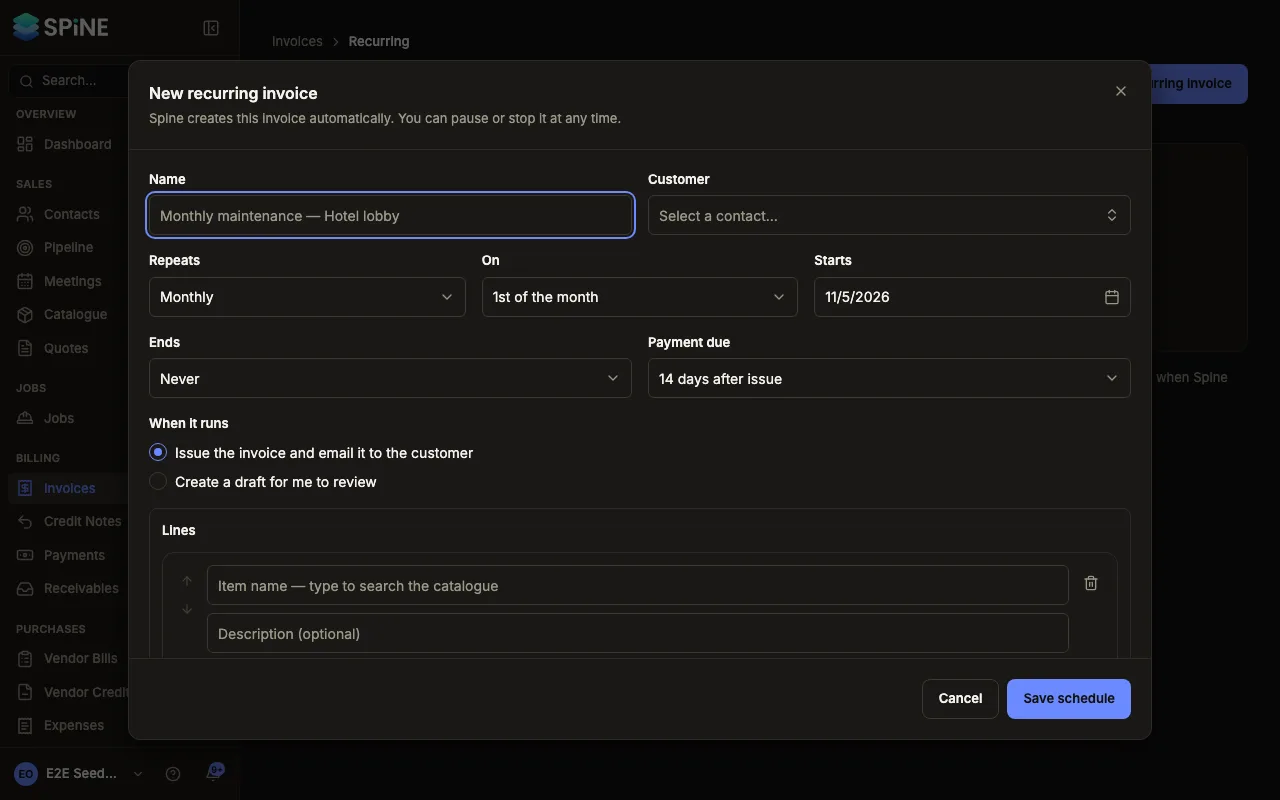 SPiNE
Invoices > Recurring
Search...
rring invoice
OVERVIEW
Dashboard
SALES
Contacts
Pipeline
Meetings
Catalogue
Quotes
JOBS
Jobs
BILLING
Invoices
Credit Notes
Payments
Receivables
PURCHASES
Vendor Bills
Vendor Credit
Expenses
EO E2E Seed...
9+
when Spine
New recurring invoice
Spine creates this invoice automatically. You can pause or stop it at any time.
Name
Customer
Monthly maintenance — Hotel lobby
Select a contact...
Repeats
On
Starts
Monthly
1st of the month
11/5/2026
Ends
Payment due
Never
14 days after issue
When it runs
Issue the invoice and email it to the customer
Create a draft for me to review
Lines
Item name — type to search the catalogue
Description (optional)
Cancel
Save schedule